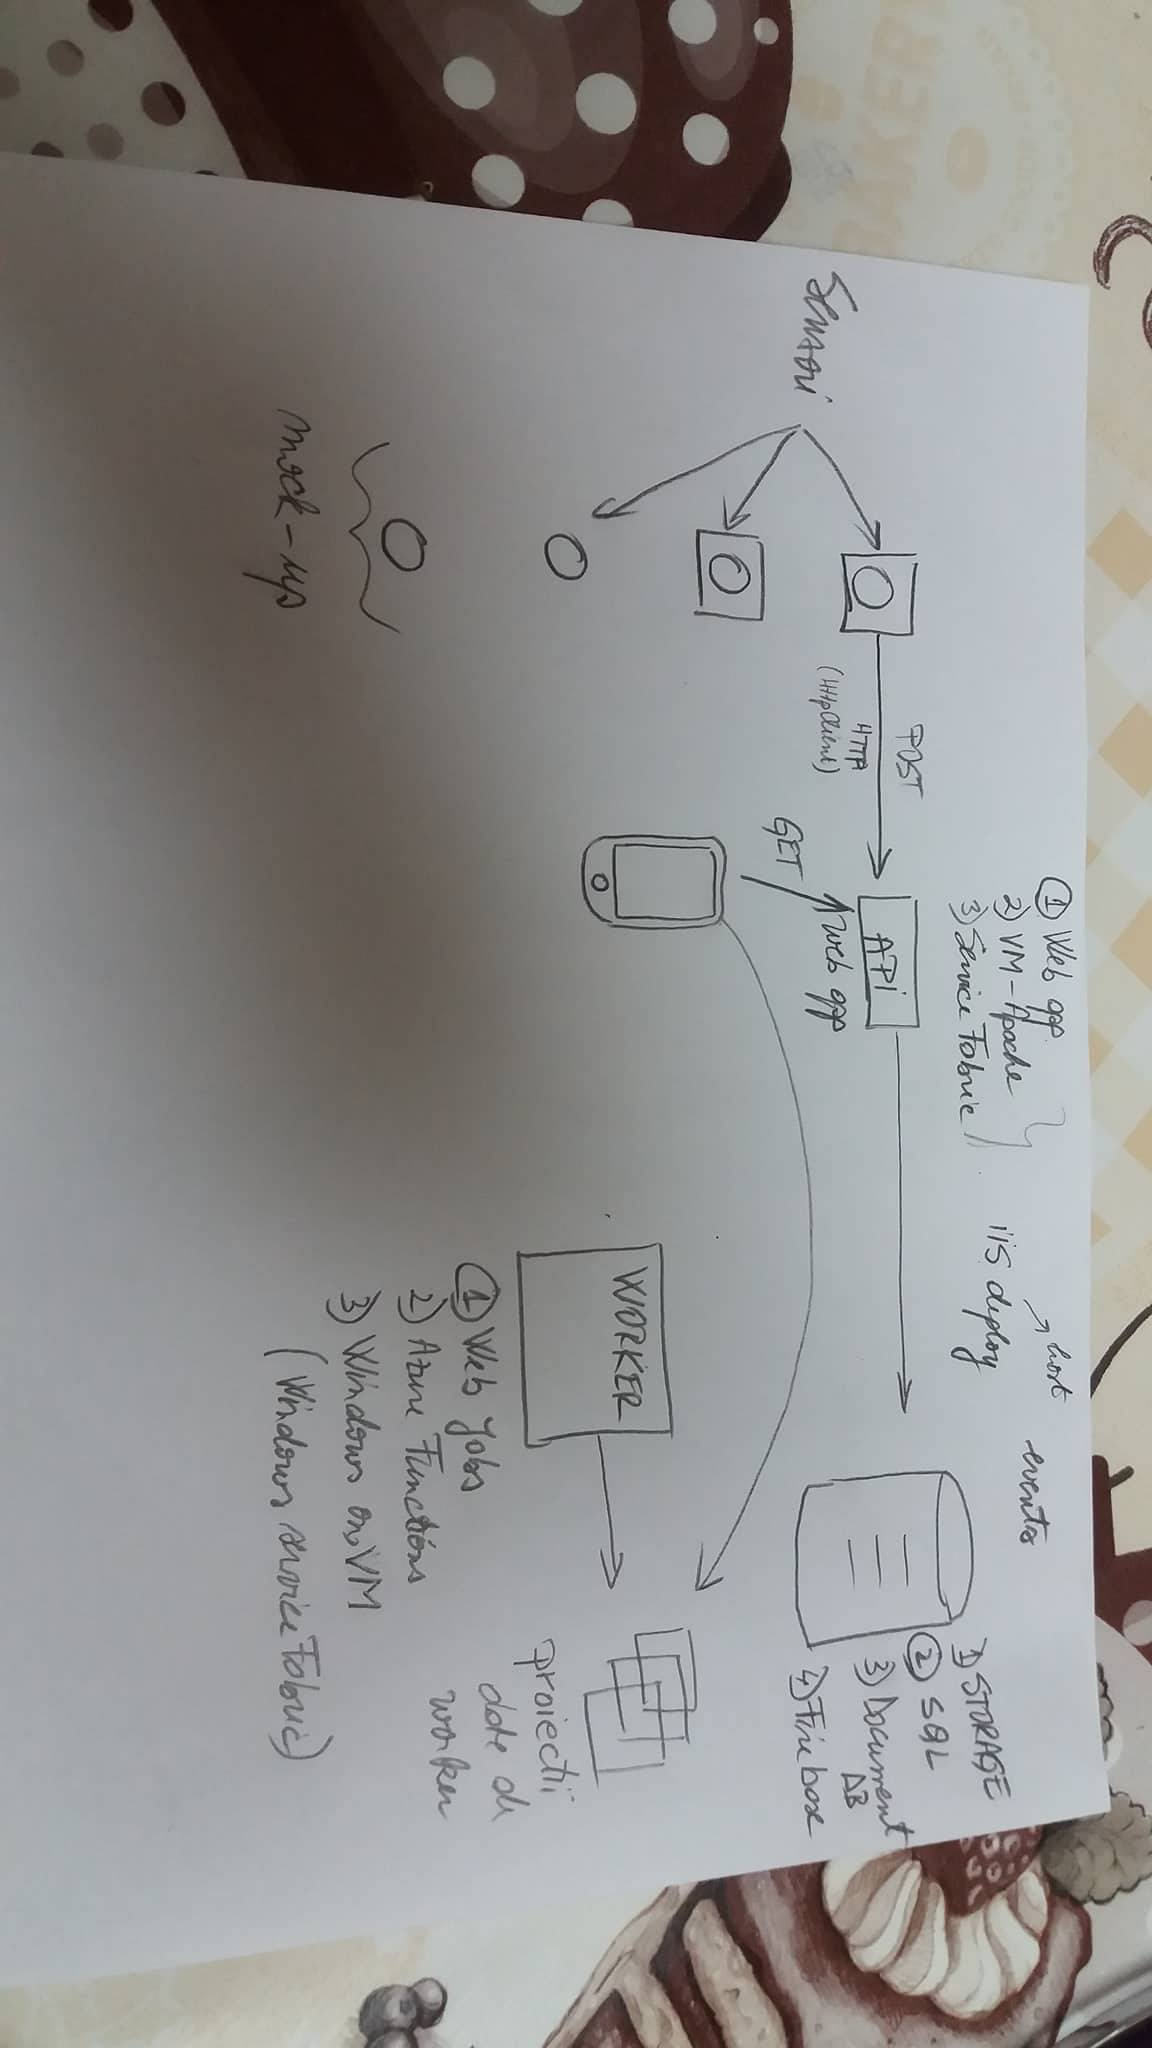 1 Web app
2) VM-Apache
3) Service Fabric
host
iis deploy
events
1) STORAGE
2 SQL
3) Document
DB
4) Firebase
Sensori
POST
HTTP
(HttpClient)
API
Web app
GET
WORKER
1 Web Jobs
2) Azure Functions
3) Windows on VM
(Windows service Fabric)
proiectii
date de
worker
mock-up